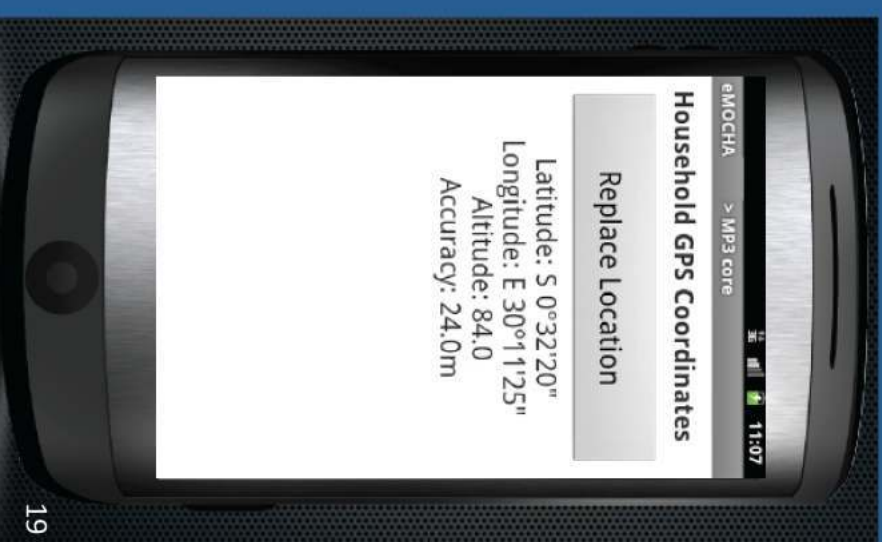 3G 11:07
eMOCHA > MP3 core
Household GPS Coordinates
Replace Location
Latitude: S 0°32'20"
Longitude: E 30°11'25"
Altitude: 84.0
Accuracy: 24.0m
19